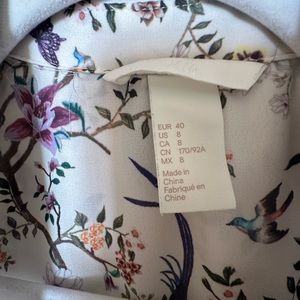 EUR 40
US 8
CA 8
CN 170/92A
MX 8
Made in
China
Fabriqué en
Chine